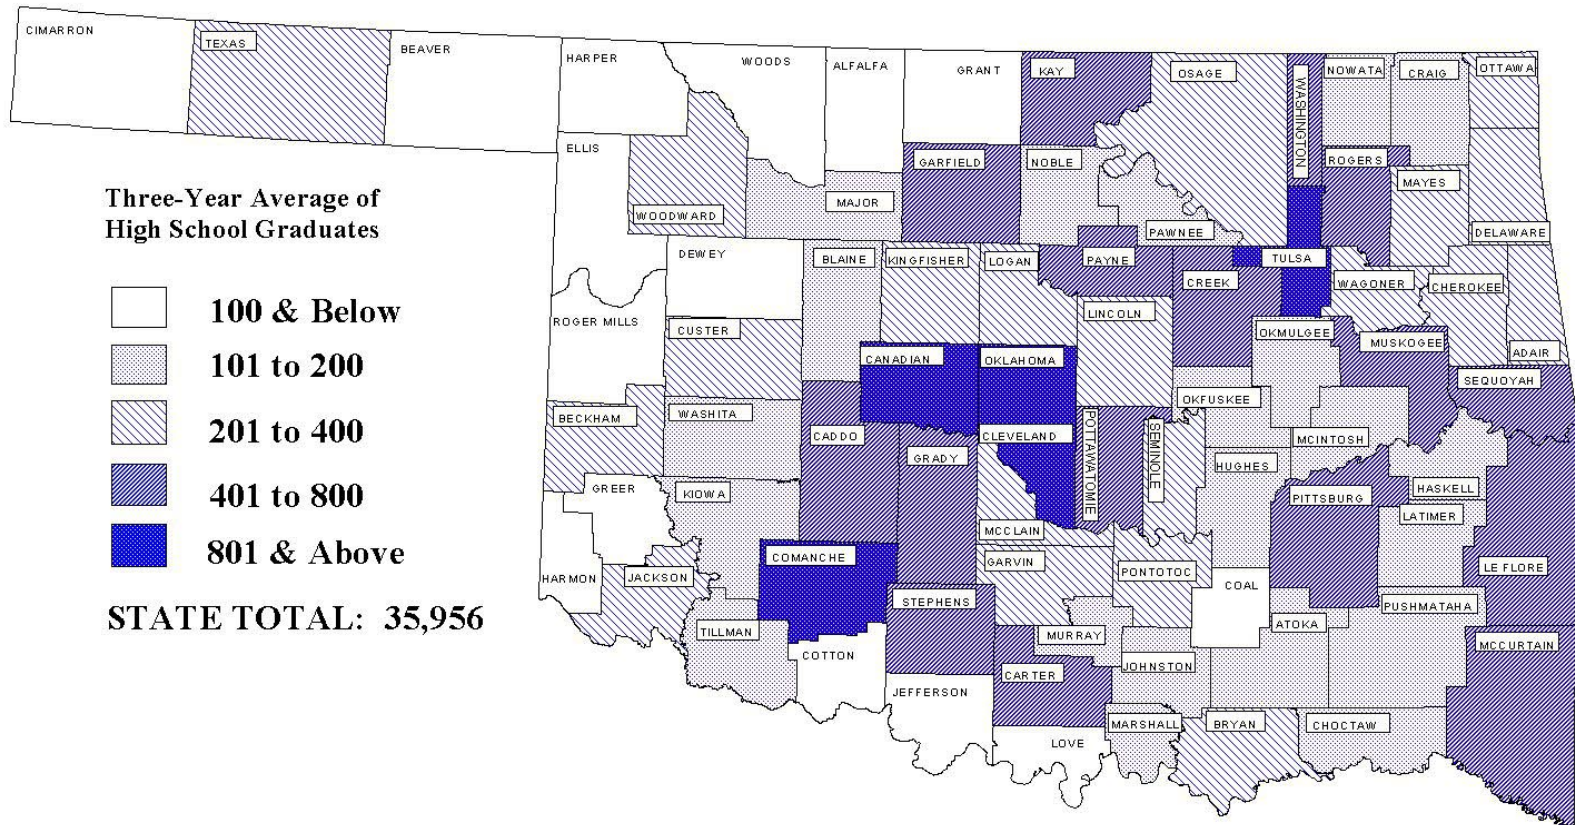 CIMARRON
TEXAS
BEAVER
HARPER
WOODS
ALFALFA
GRANT
KAY
OSAGE
WASHINGTON
NOWATA
CRAIG
OTTAWA
ELLIS
WOODWARD
MAJOR
GARFIELD
NOBLE
PAWNEE
ROGERS
MAYES
DELAWARE
Three-Year Average of
High School Graduates
100 & Below
101 to 200
201 to 400
401 to 800
801 & Above
STATE TOTAL: 35,956
DEWEY
BLAINE
KINGFISHER
LOGAN
PAYNE
CREEK
TULSA
WAGONER
CHEROKEE
ROGER MILLS
CUSTER
CANADIAN
OKLAHOMA
LINCOLN
OKMULGEE
MUSKOGEE
ADAIR
SEQUOYAH
BECKHAM
WASHITA
CADDO
GRADY
CLEVELAND
POTTAWATOMIE
SEMINOLE
OKFUSKEE
MCINTOSH
HUGHES
PITTSBURG
HASKELL
LATIMER
LE FLORE
GREER
KIOWA
HARMON
JACKSON
COMANCHE
MCCLAIN
GARVIN
PONTOTOC
COAL
TILLMAN
COTTON
STEPHENS
MURRAY
ATOKA
PUSHMATAHA
MCCURTAIN
JEFFERSON
CARTER
JOHNSTON
LOVE
MARSHALL
BRYAN
CHOCTAW